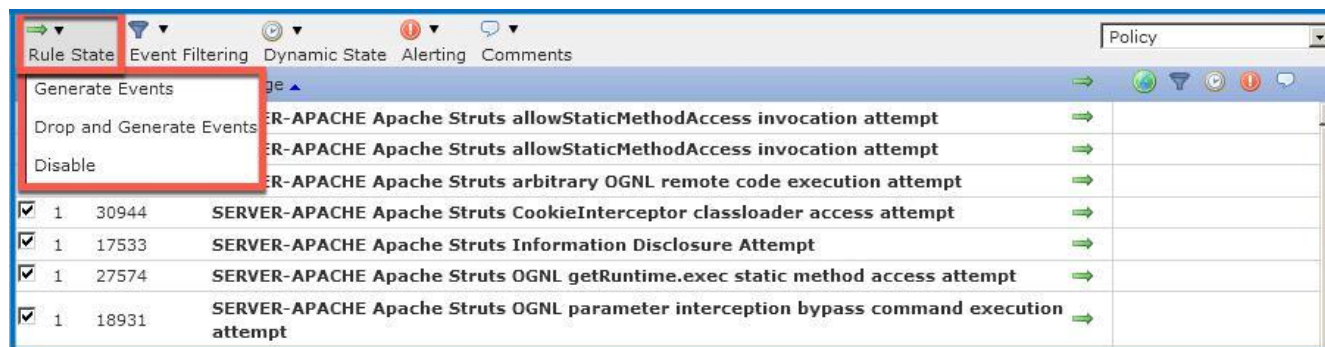 Rule State Event Filtering Dynamic State Alerting Comments
Policy
Generate Events
Drop and Generate Events
Disable
ge
ER-APACHE Apache Struts allowStaticMethodAccess invocation attempt
ER-APACHE Apache Struts allowStaticMethodAccess invocation attempt
ER-APACHE Apache Struts arbitrary OGNL remote code execution attempt
1 30944 SERVER-APACHE Apache Struts CookieInterceptor classloader access attempt
1 17533 SERVER-APACHE Apache Struts Information Disclosure Attempt
1 27574 SERVER-APACHE Apache Struts OGNL getRuntime.exec static method access attempt
1 18931 SERVER-APACHE Apache Struts OGNL parameter interception bypass command execution
attempt